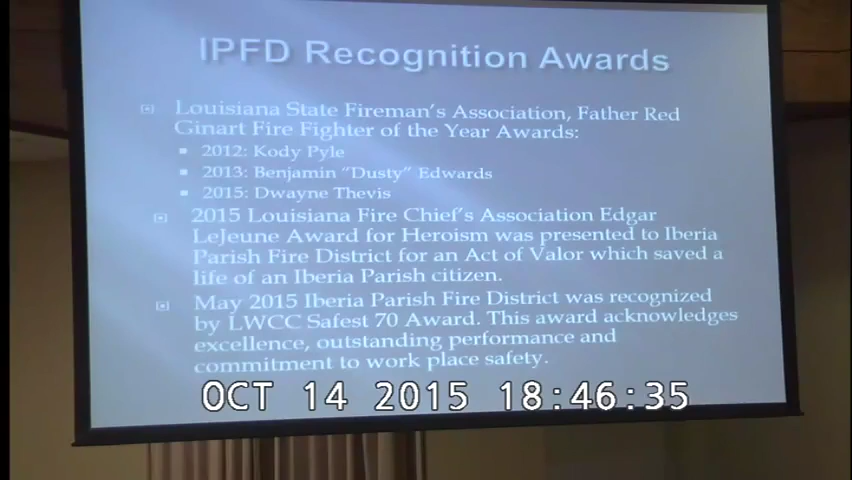 IPFD Recognition Awards
Louisiana State Fireman's Association, Father Red
Ginart Fire Fighter of the Year Awards:
2012: Kody Pyle
2013: Benjamin "Dusty" Edwards
2015: Dwayne Thevis
2015 Louisiana Fire Chief's Association Edgar
LeJeune Award for Heroism was presented to Iberia
Parish Fire District for an Act of Valor which saved a
life of an Iberia Parish citizen.
May 2015 Iberia Parish Fire District was recognized
by LWCC Safest 70 Award. This award acknowledges
excellence, outstanding performance and
commitment to work place safety.
OCT 14 2015 18:46:35